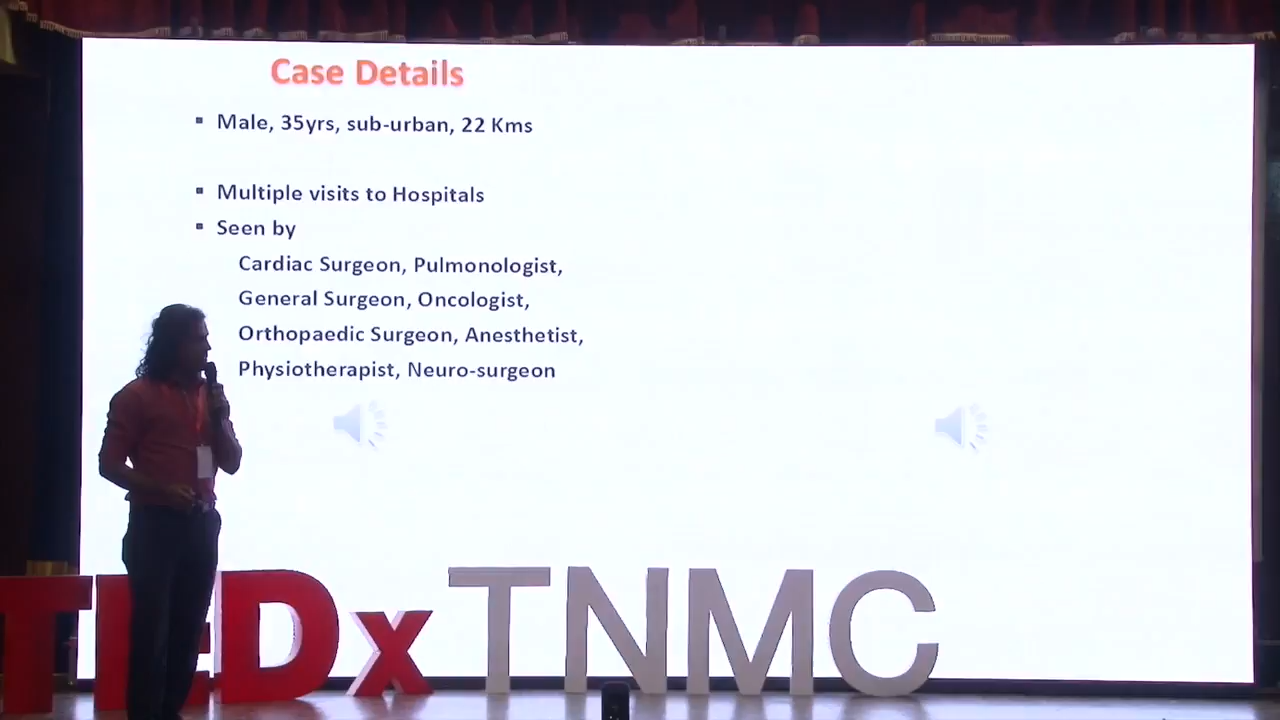 Case Details
Male, 35yrs, sub-urban, 22 Kms
Multiple visits to Hospitals
Seen by
Cardiac Surgeon, Pulmonologist,
General Surgeon, Oncologist,
Orthopaedic Surgeon, Anesthetist,
Physiotherapist, Neuro-surgeon
TEDxTNMC